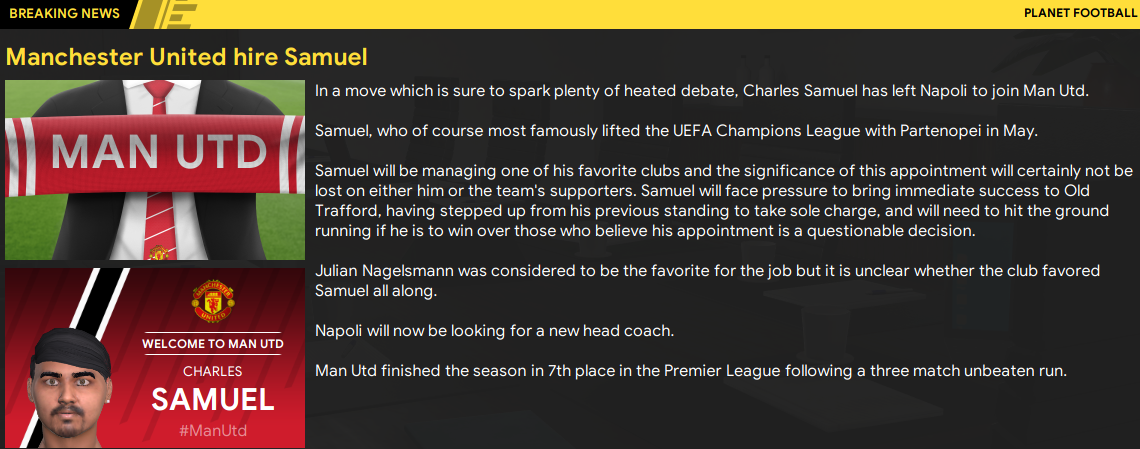 BREAKING NEWS
PLANET FOOTBALL
Manchester United hire Samuel
MAN UTD
In a move which is sure to spark plenty of heated debate, Charles Samuel has left Napoli to join Man Utd.
Samuel, who of course most famously lifted the UEFA Champions League with Partenopei in May.
Samuel will be managing one of his favorite clubs and the significance of this appointment will certainly not be
lost on either him or the team's supporters. Samuel will face pressure to bring immediate success to Old
Trafford, having stepped up from his previous standing to take sole charge, and will need to hit the ground
running if he is to win over those who believe his appointment is a questionable decision.
Julian Nagelsmann was considered to be the favorite for the job but it is unclear whether the club favored
Samuel all along.
Napoli will now be looking for a new head coach.
Man Utd finished the season in 7th place in the Premier League following a three match unbeaten run.
MANCHESTER
UNITED
WELCOME TO MAN UTD
CHARLES
SAMUEL
#ManUtd